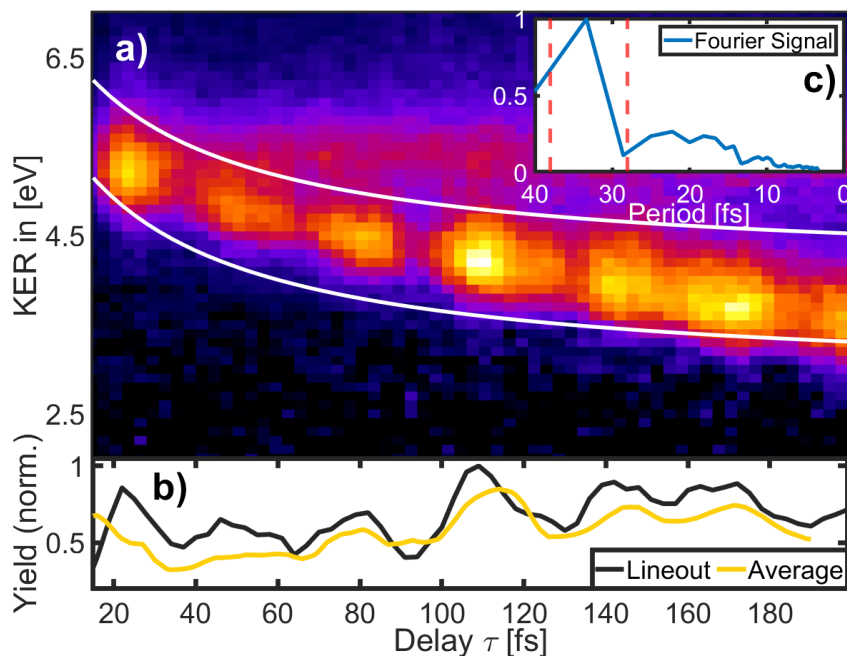 a)
KER in [eV]
6.5
4.5
2.5
c)
Fourier Signal
1
0.5
0
40 30 20 10 0
Period [fs]
b)
Yield (norm.)
1
0.5
Lineout Average
20 40 60 80 100 120 140 160 180
Delay τ [fs]